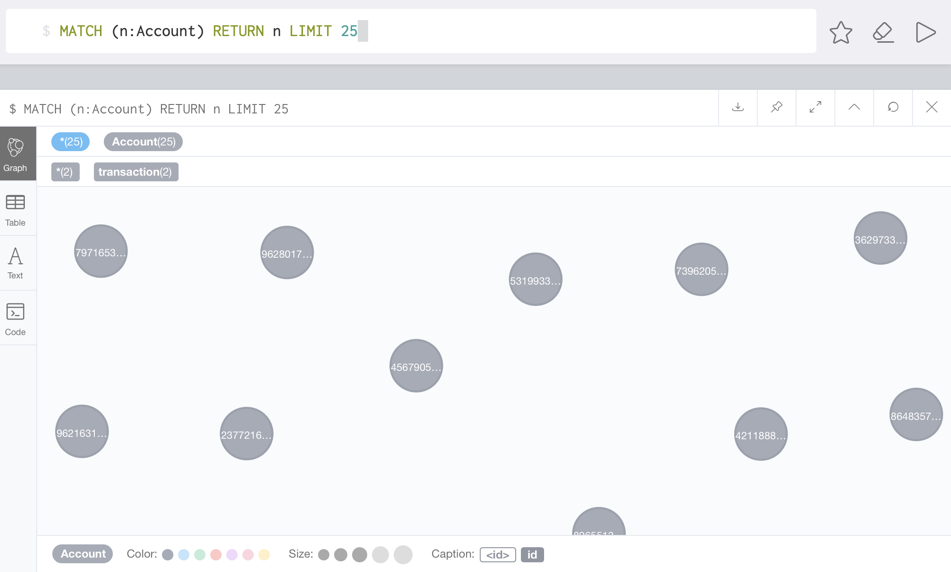 $ MATCH (n:Account) RETURN n LIMIT 25
$ MATCH (n:Account) RETURN n LIMIT 25
*(25) Account(25)
Graph
*(2) transaction(2)
Table
Text
Code
3629733...
7971653...
9628017...
7396205...
5319933...
4567905...
8648357...
9621631...
2377216...
4211888...
Account Color: Size: Caption: <id> id